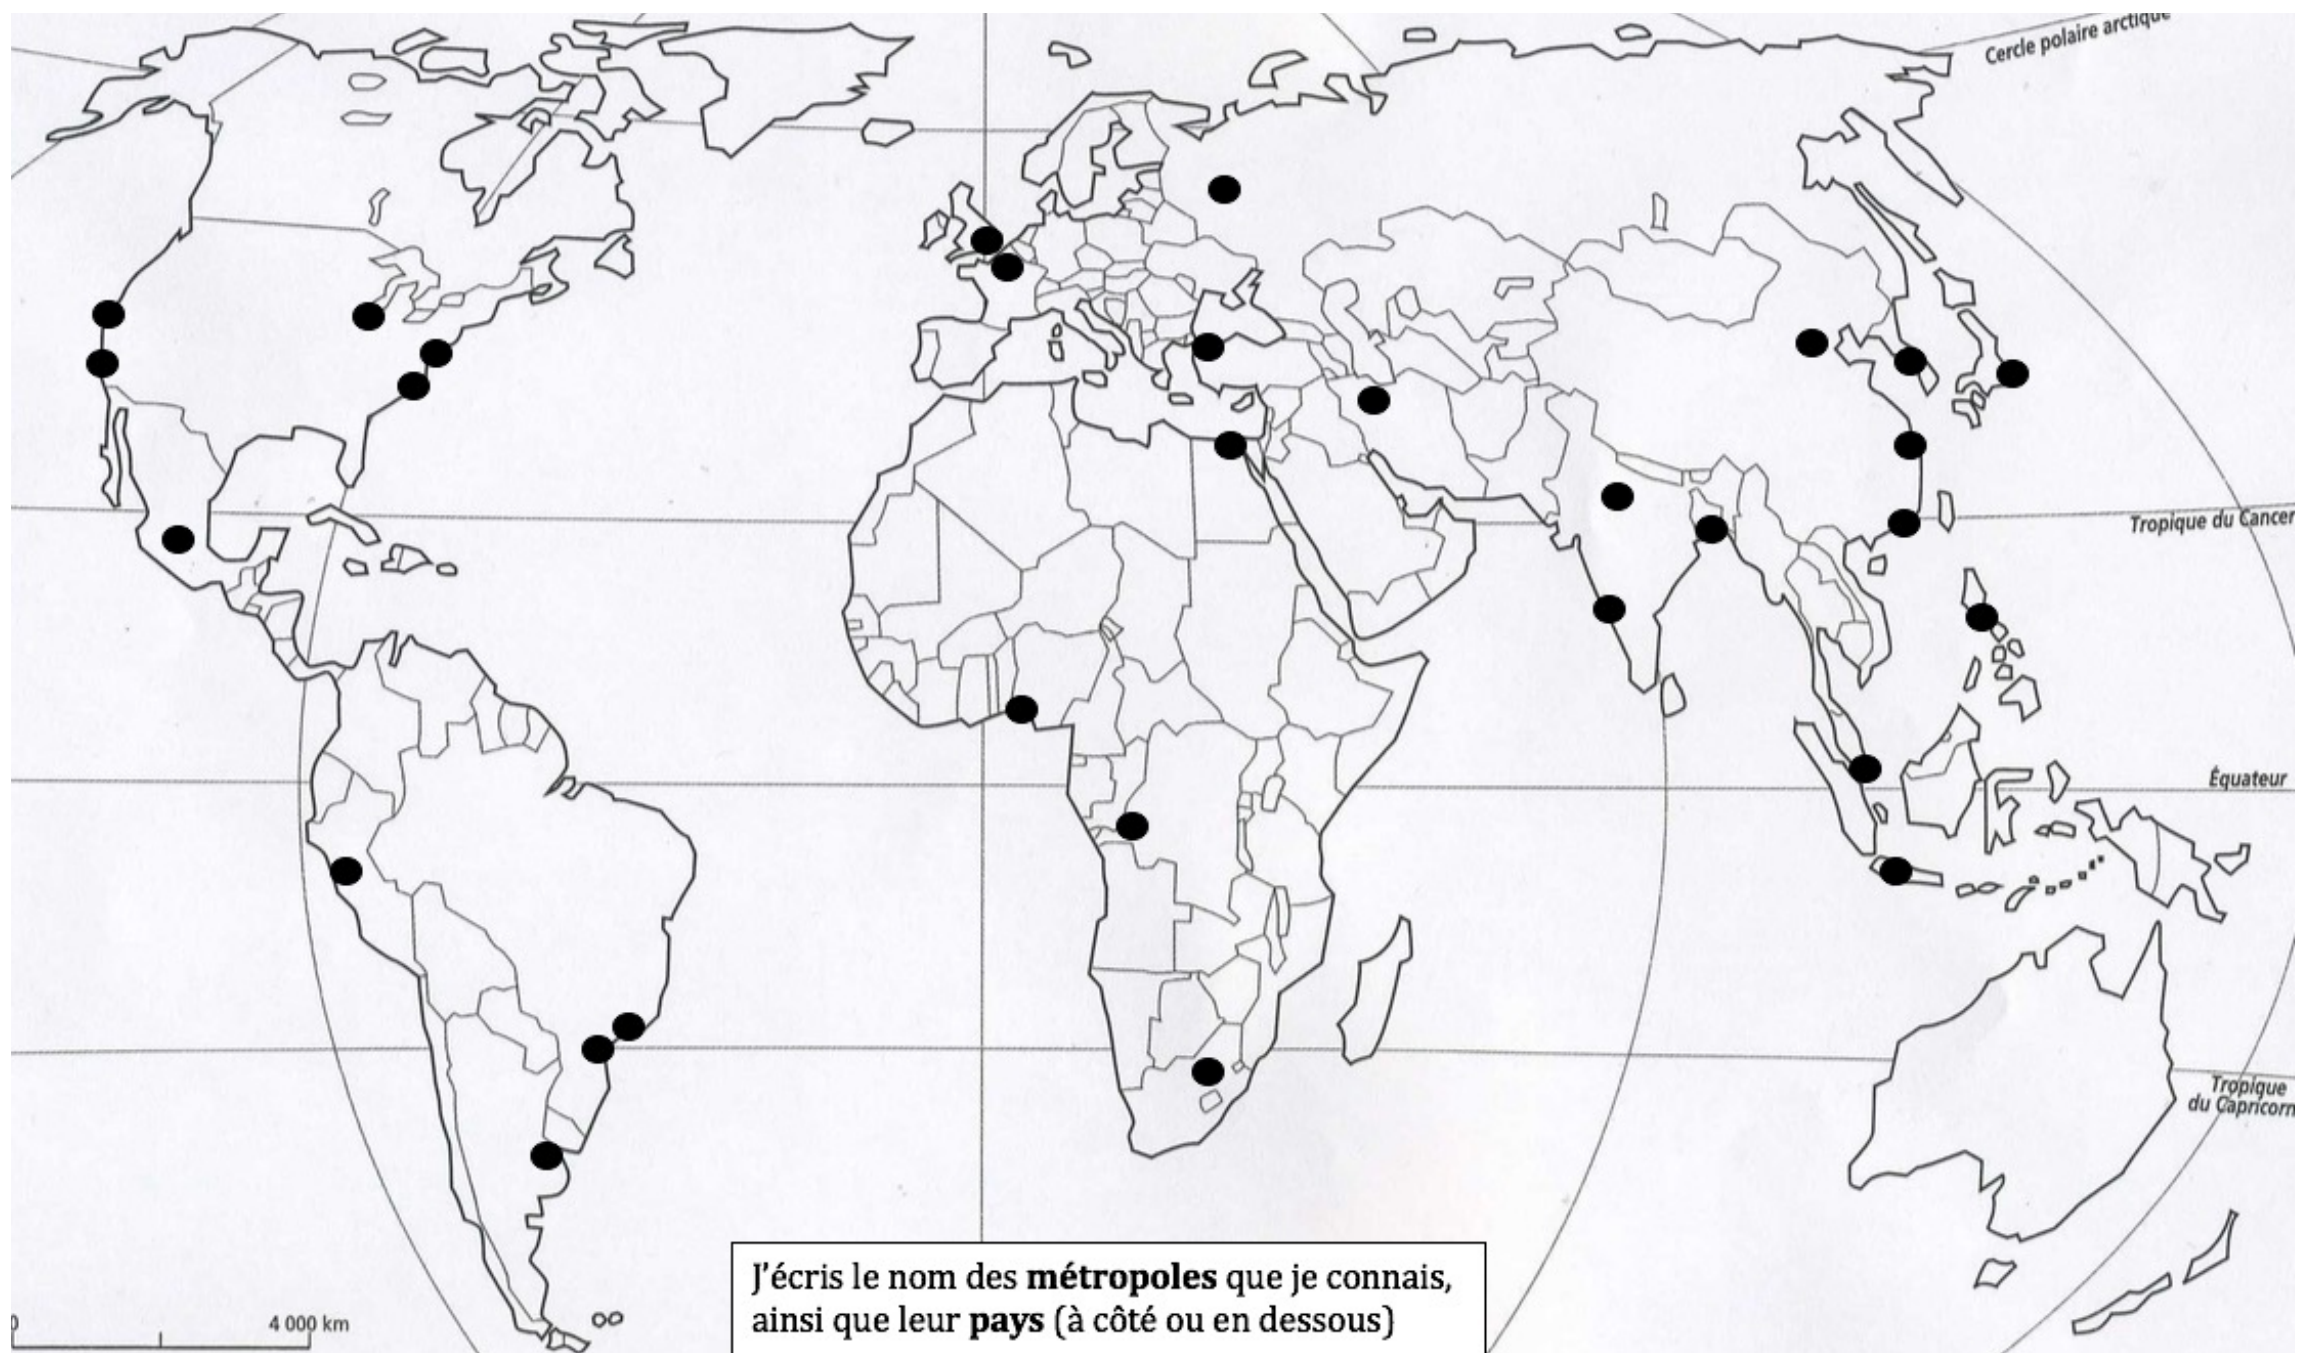 Cercle polaire arctique
Tropique du Cancer
Équateur
Tropique
du Capricorn
J'écris le nom des métropoles que je connais,
ainsi que leur pays (à côté ou en dessous)
0 4 000 km